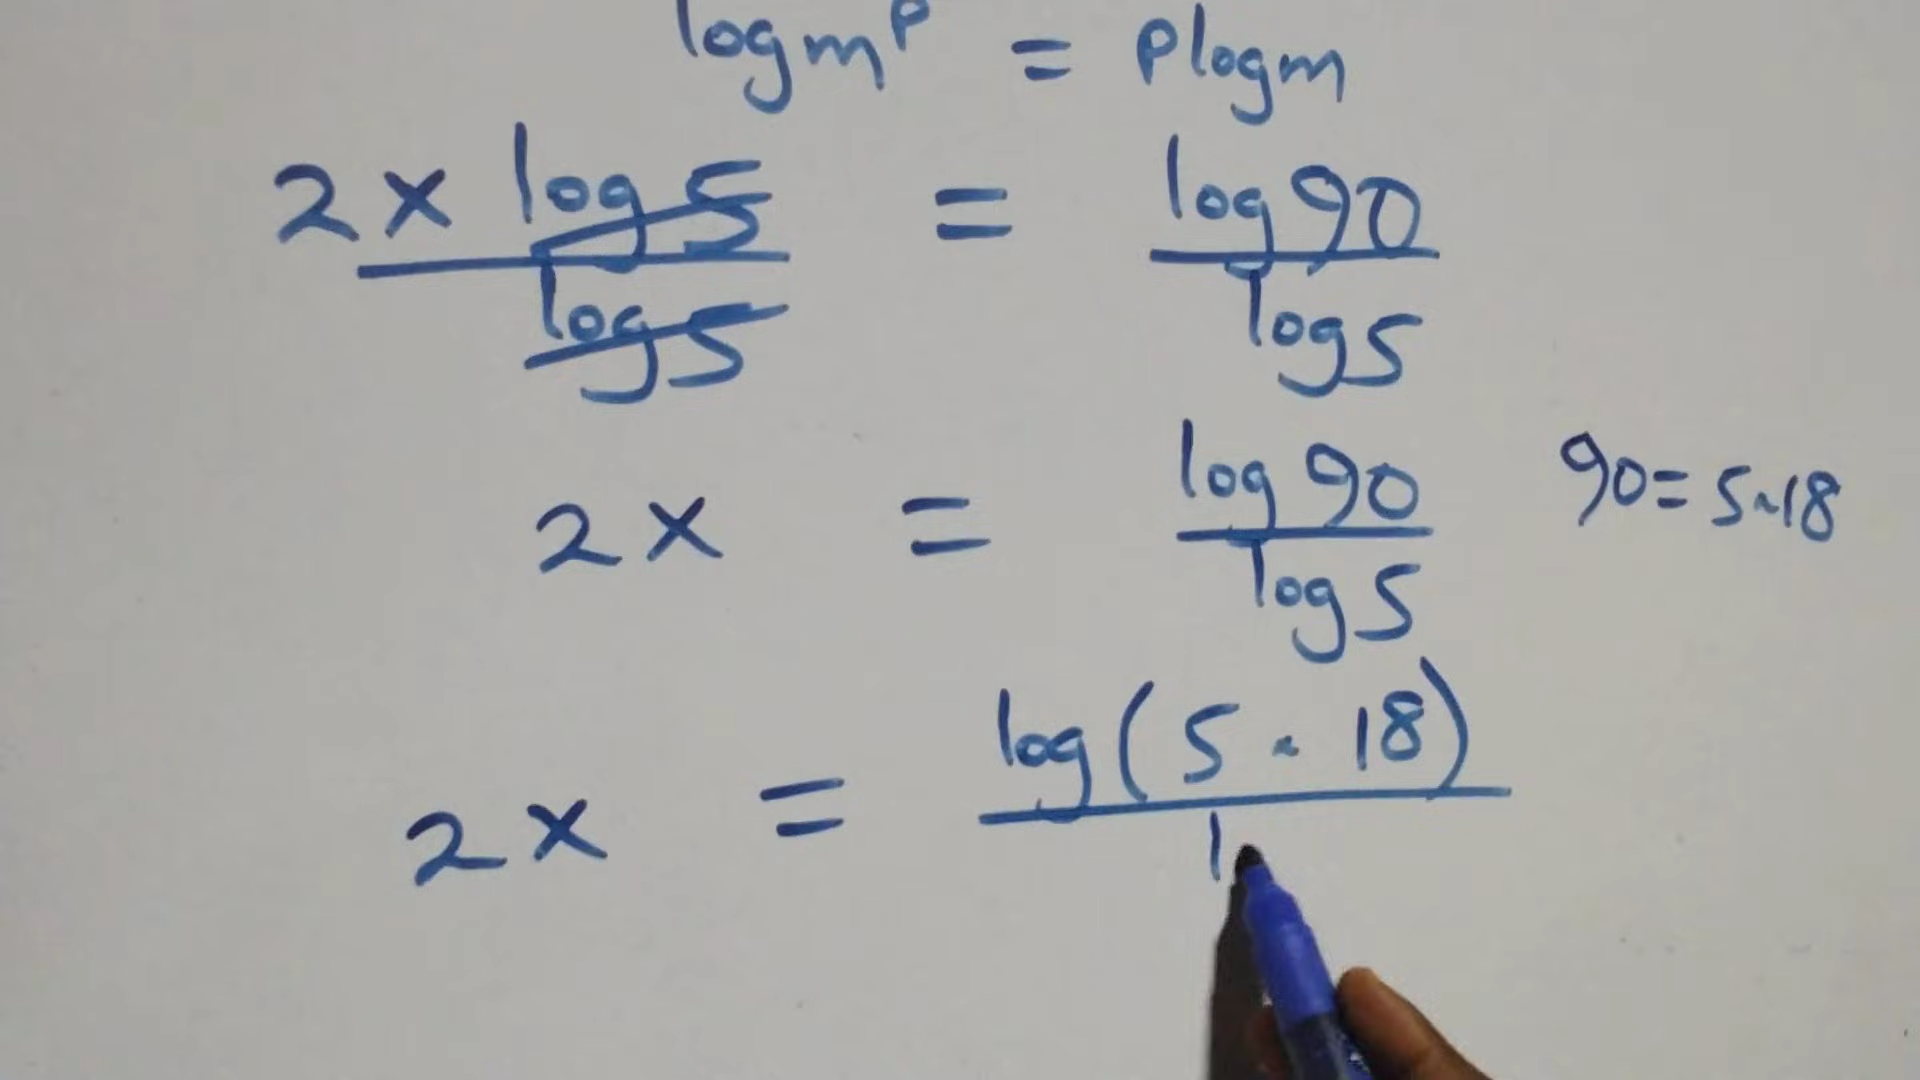 log m^p = p log m
2x log 5 / log 5 = log 90 / log 5
2x = log 90 / log 5 90 = 5·18
2x = log(5 · 18) / l